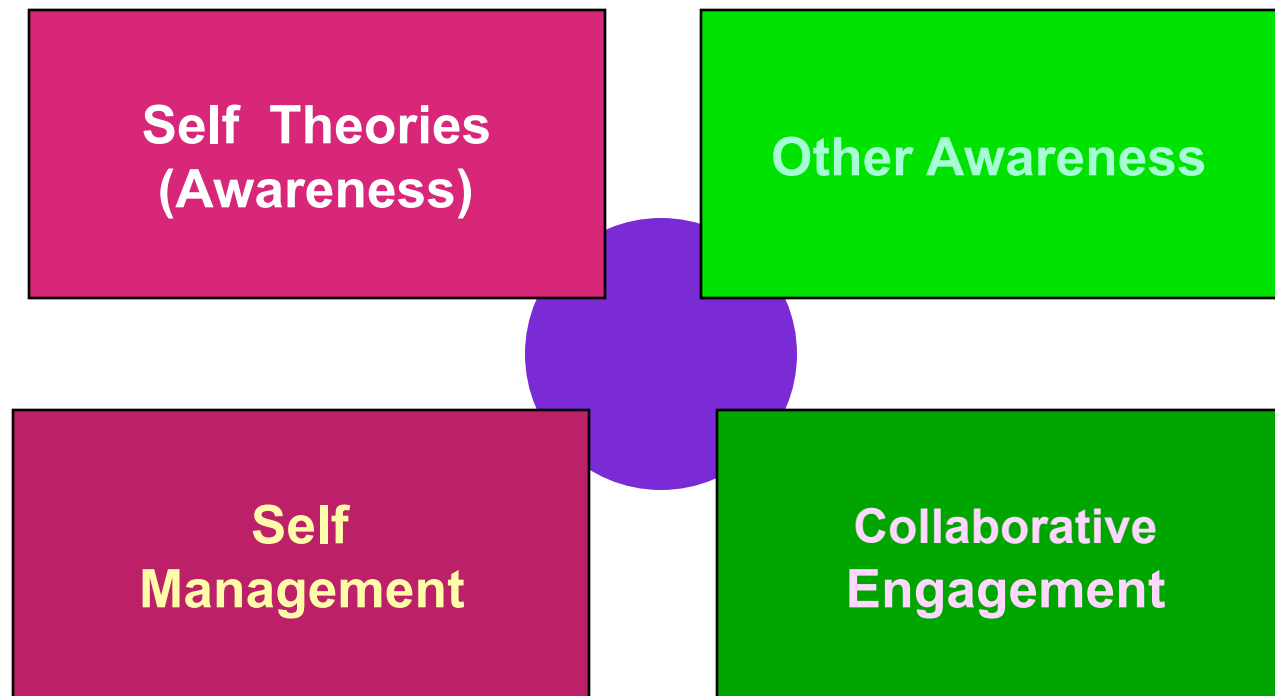 Self Theories
(Awareness)
Other Awareness
Self
Management
Collaborative
Engagement